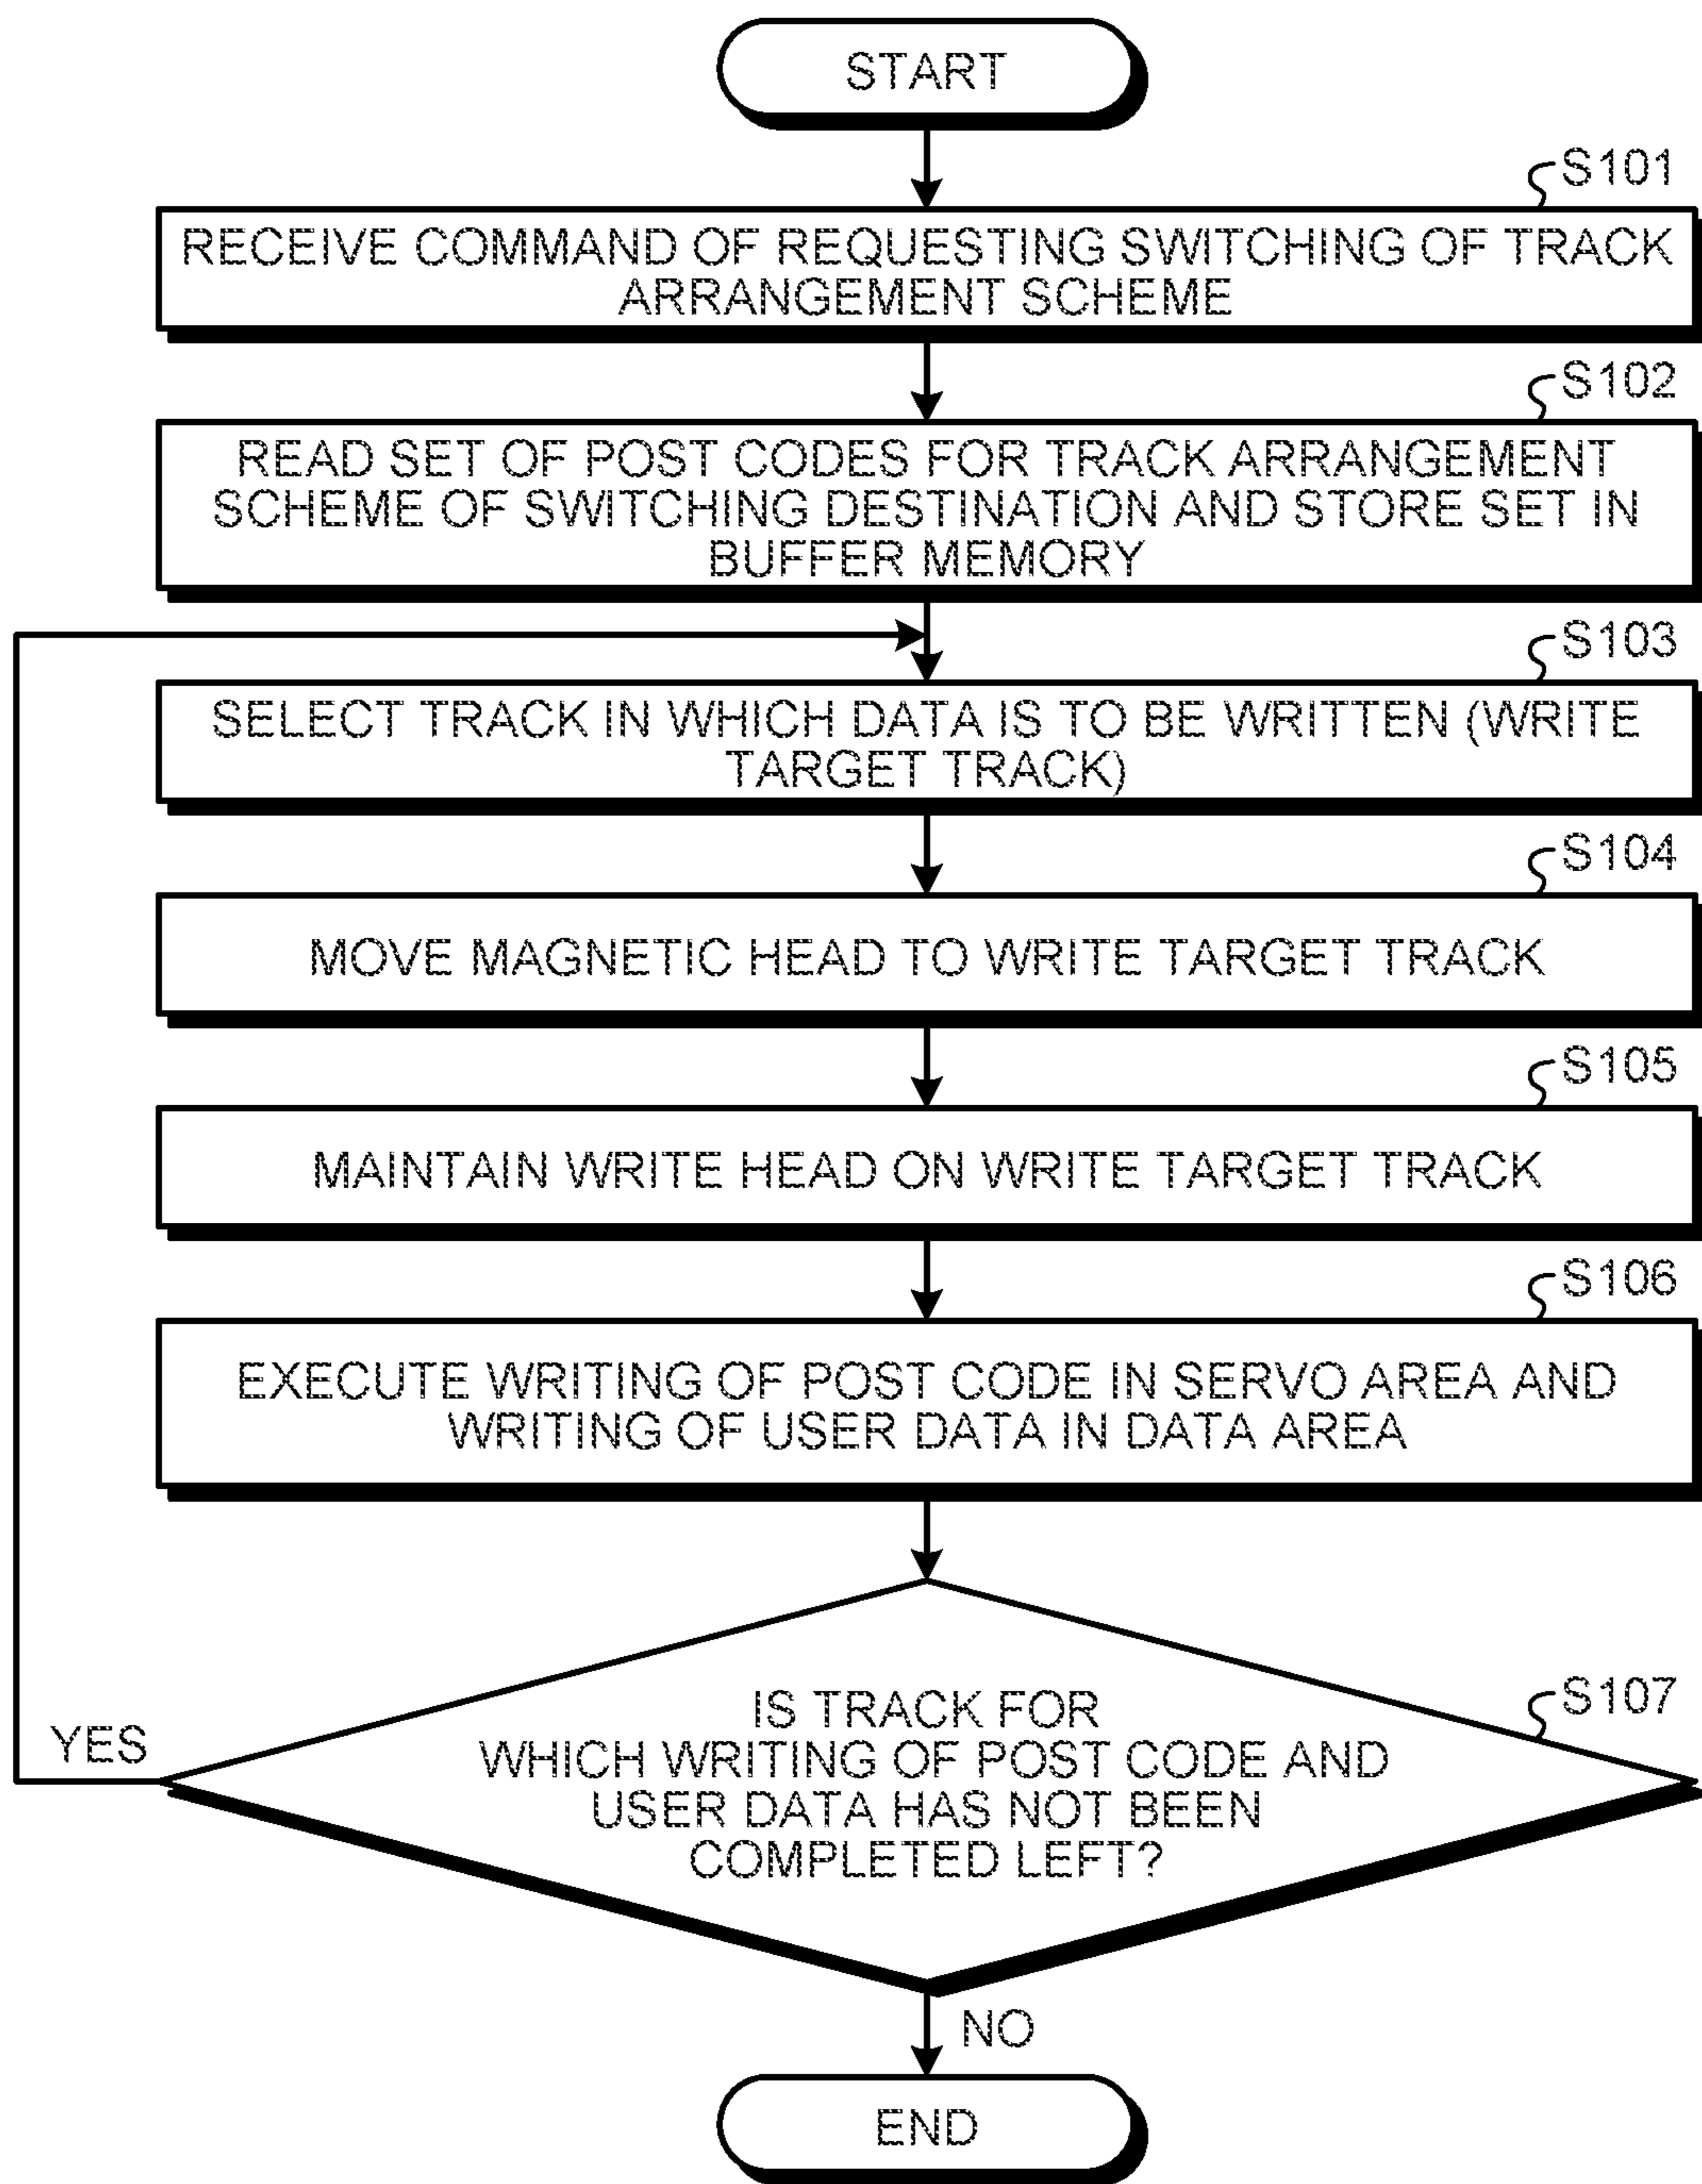 START
S101
RECEIVE COMMAND OF REQUESTING SWITCHING OF TRACK
ARRANGEMENT SCHEME
S102
READ SET OF POST CODES FOR TRACK ARRANGEMENT
SCHEME OF SWITCHING DESTINATION AND STORE SET IN
BUFFER MEMORY
S103
SELECT TRACK IN WHICH DATA IS TO BE WRITTEN (WRITE
TARGET TRACK)
S104
MOVE MAGNETIC HEAD TO WRITE TARGET TRACK
S105
MAINTAIN WRITE HEAD ON WRITE TARGET TRACK
S106
EXECUTE WRITING OF POST CODE IN SERVO AREA AND
WRITING OF USER DATA IN DATA AREA
S107
IS TRACK FOR
WHICH WRITING OF POST CODE AND
USER DATA HAS NOT BEEN
COMPLETED LEFT?
YES
NO
END